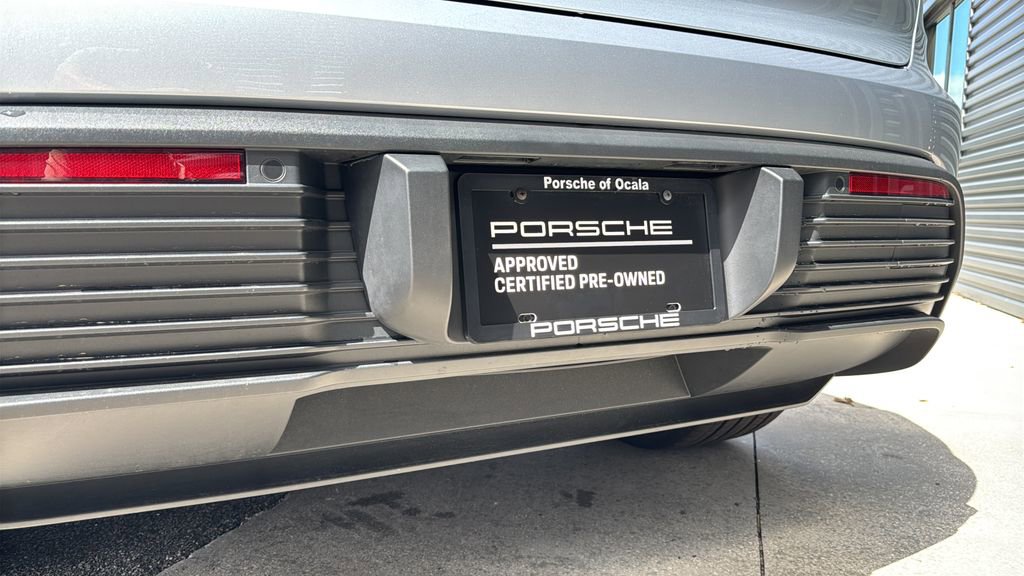 Porsche of Ocala
PORSCHE
APPROVED
CERTIFIED PRE-OWNED
PORSCHE